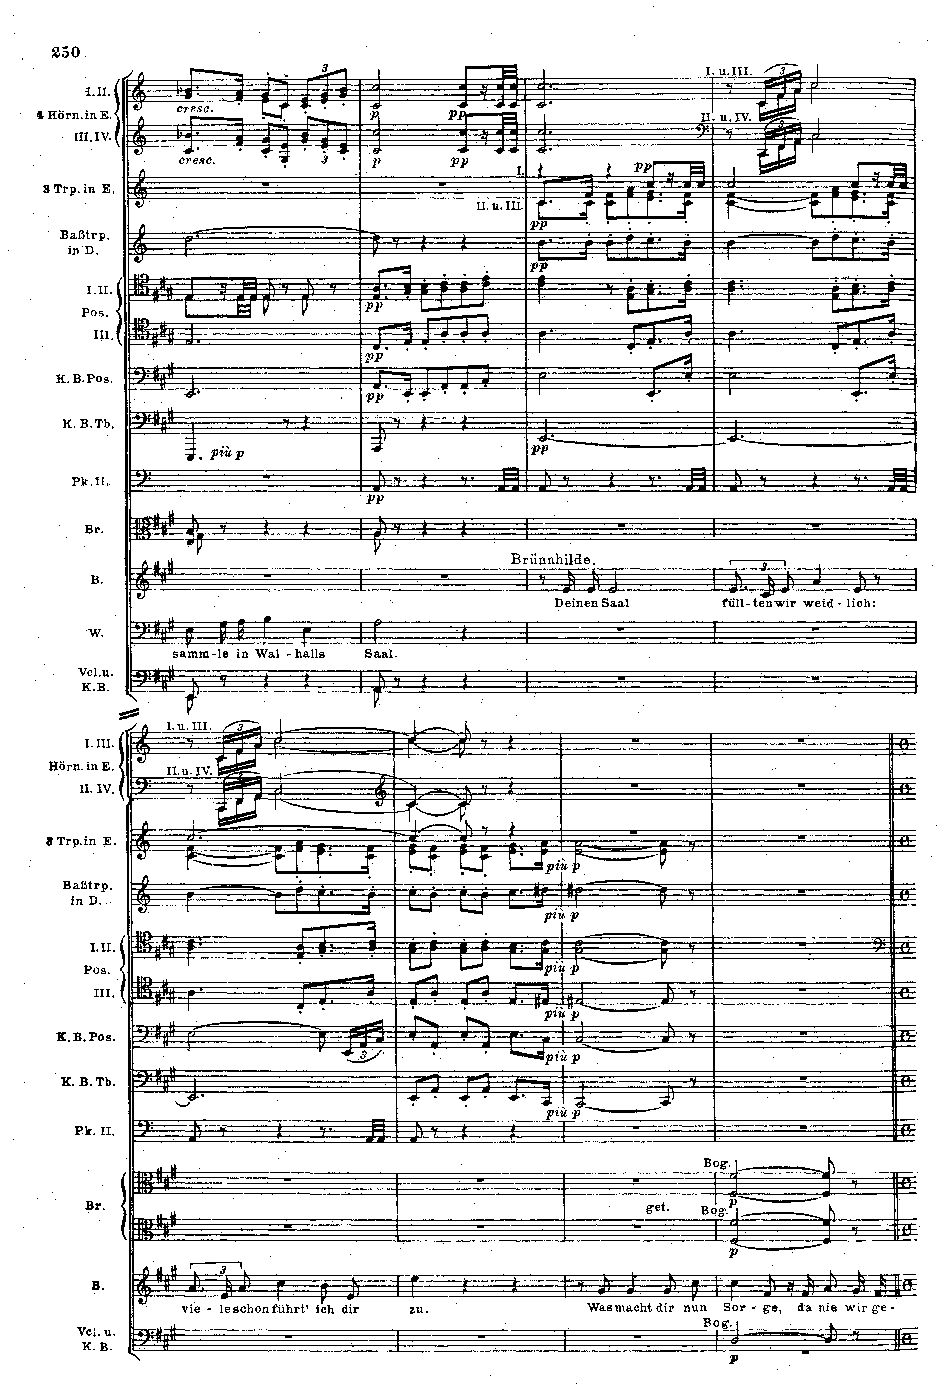 250
I.II.
4 Hörn. in E.
III.IV.
cresc.
cresc.
p
pp
p
pp
I. u. III.
II. u. IV.
3 Trp. in E.
I.
pp
II. u. III.
pp
Baßtrp.
in D.
pp
I.II.
Pos.
III.
pp
pp
K. B. Pos.
pp
K. B. Tb.
più p
pp
Pk. II.
pp
Br.
Brünnhilde.
B.
Deinen Saal füll-ten wir weid-lich:
W.
samm-le in Wal-halls Saal.
Vcl. u.
K.B.
I. u. III.
I.III.
Hörn. in E.
II. u. IV.
II. IV.
3 Trp. in E.
più p
Baßtrp.
in D.
più p
I.II.
Pos.
più p
III.
più p
K. B. Pos.
più p
K. B. Tb.
più p
Pk. II.
Bog.
p
Br.
get.
Bog.
p
B.
vie-le schon führt' ich dir zu. Was macht dir nun Sor-ge, da nie wir ge-
Bog.
Vcl. u.
K. B.
p